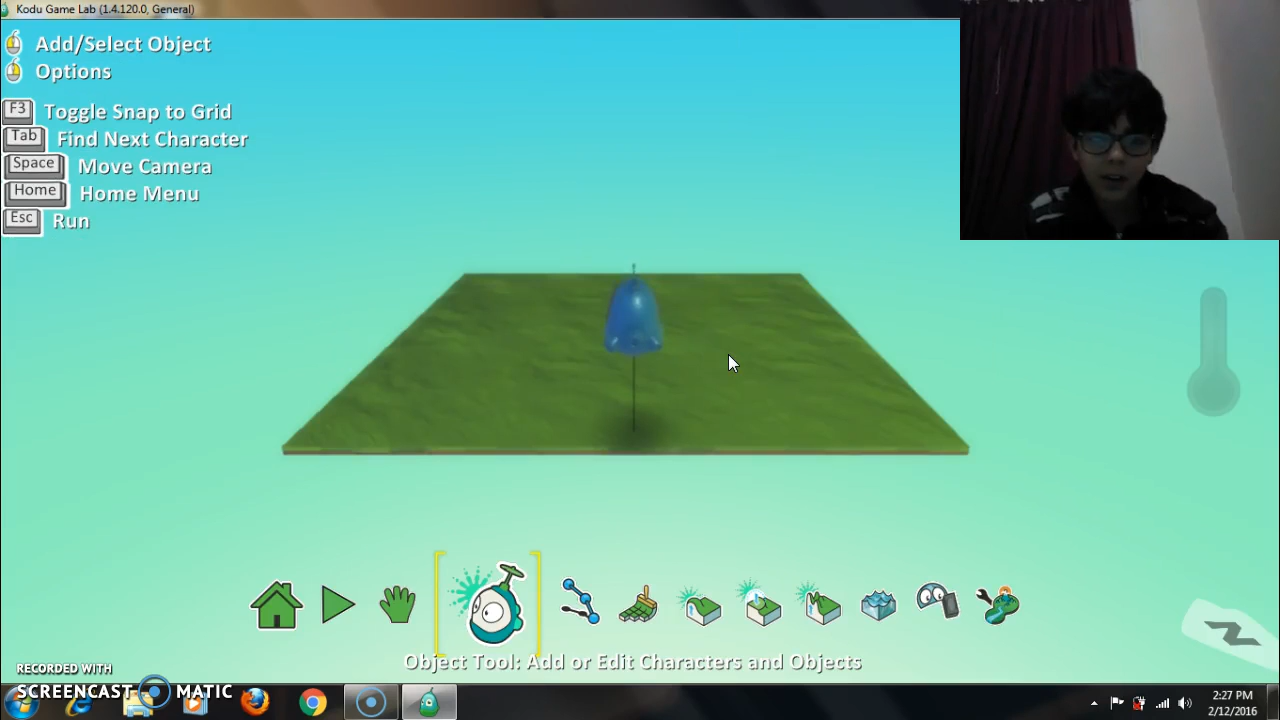 Kodu Game Lab (1.4.120.0, General)
Add/Select Object
Options
F3 Toggle Snap to Grid
Tab Find Next Character
Space Move Camera
Home Home Menu
Esc Run
Object Tool: Add or Edit Characters and Objects
RECORDED WITH
SCREENCAST MATIC
2:27 PM
2/12/2016